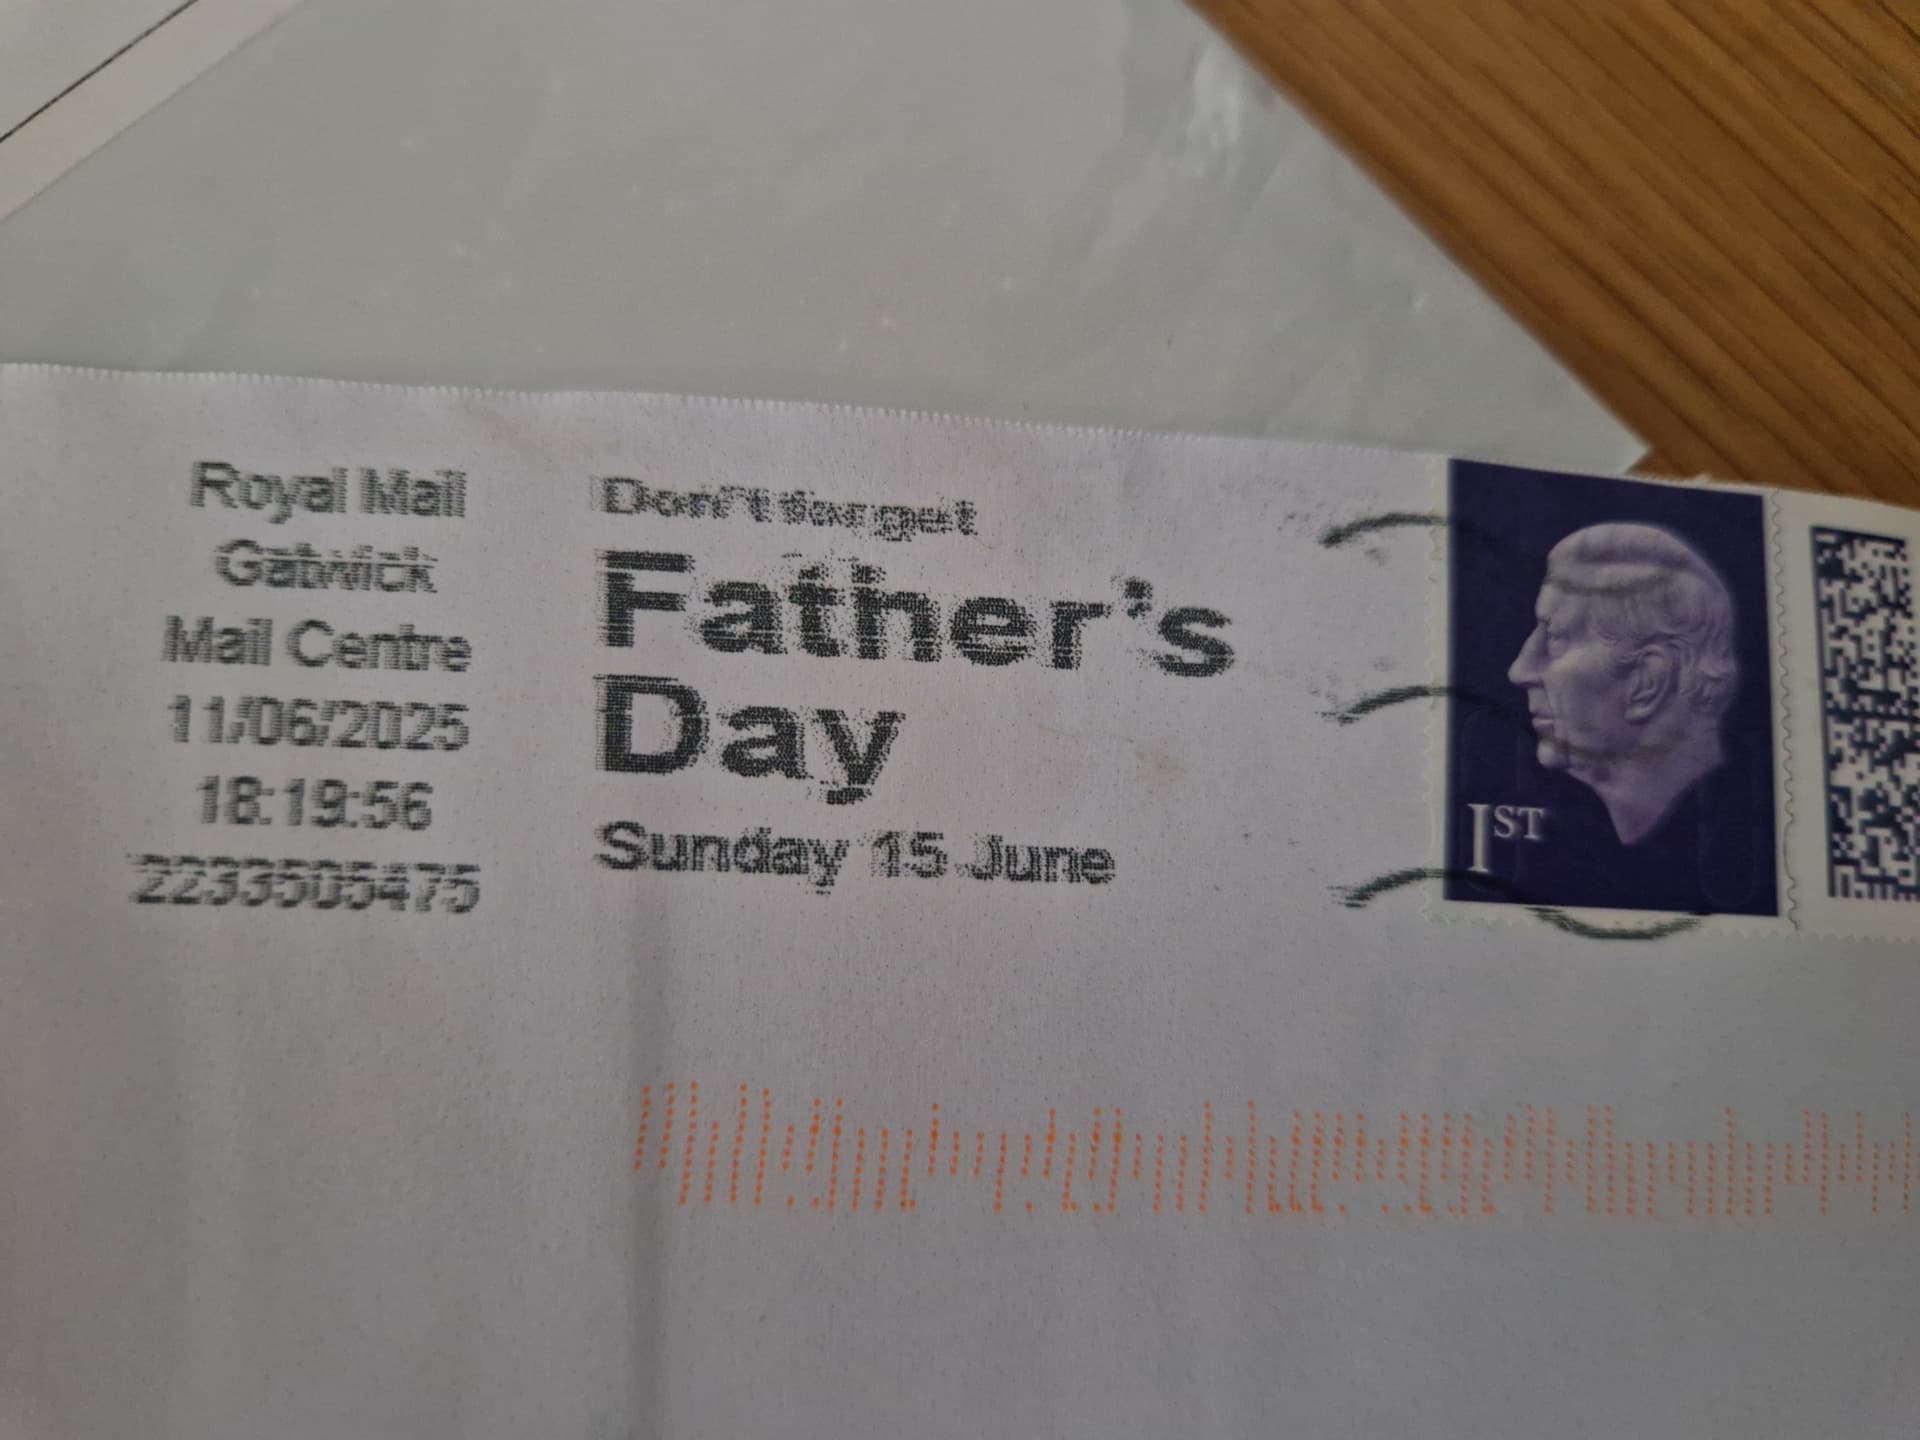 Royal Mail
Gatwick
Mail Centre
11/06/2025
18:19:56
2233505475
Don't forget
Father's
Day
Sunday 15 June
1ST